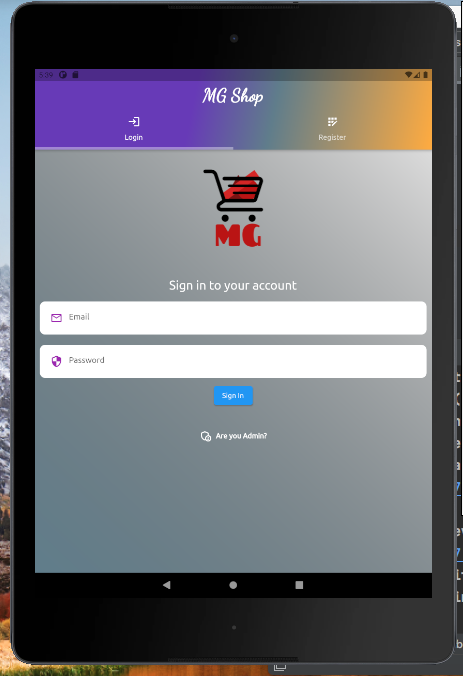 MG Shop
Login
Register
MG
Sign in to your account
Email
Password
Sign In
Are you Admin?